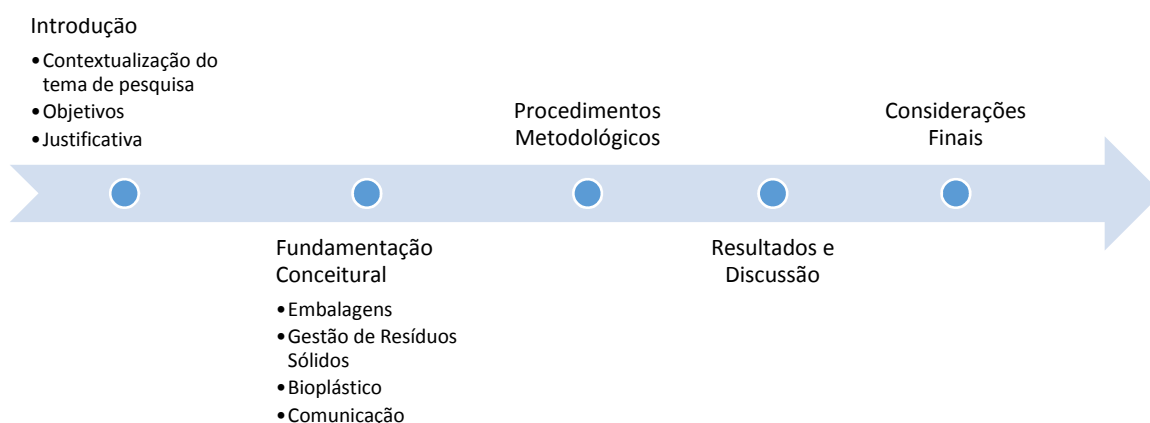 Introdução
•Contextualização do
tema de pesquisa
•Objetivos
•Justificativa
Fundamentação
Conceitural
•Embalagens
•Gestão de Resíduos
Sólidos
•Bioplástico
•Comunicação
Procedimentos
Metodológicos
Resultados e
Discussão
Considerações
Finais